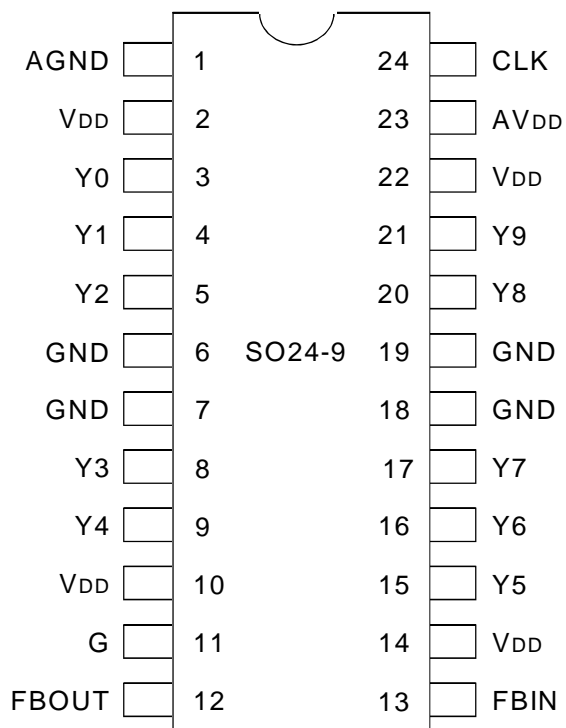 AGND 1 24 CLK
VDD 2 23 AVDD
Y0 3 22 VDD
Y1 4 21 Y9
Y2 5 20 Y8
GND 6 SO24-9 19 GND
GND 7 18 GND
Y3 8 17 Y7
Y4 9 16 Y6
VDD 10 15 Y5
G 11 14 VDD
FBOUT 12 13 FBIN